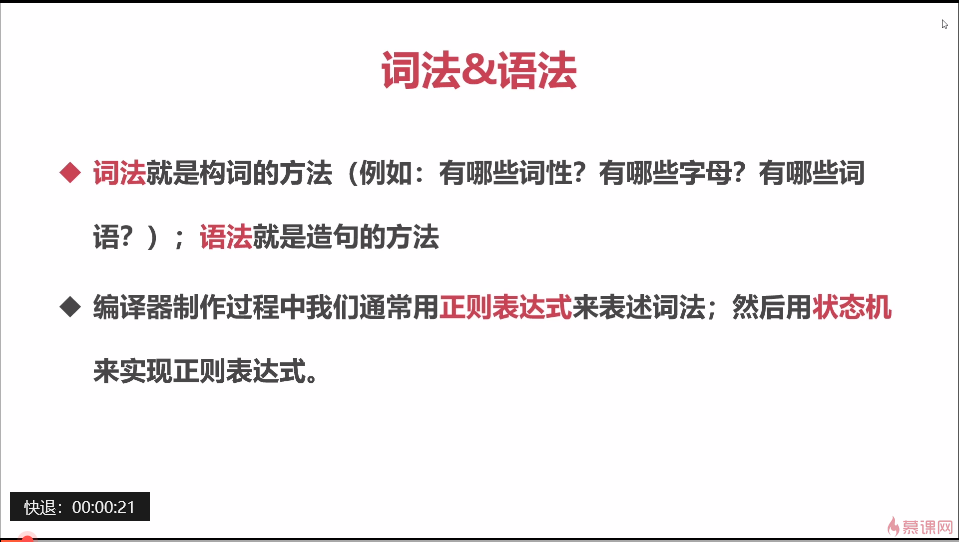 词法&语法
词法就是构词的方法（例如：有哪些词性？有哪些字母？有哪些词
语？）；语法就是造句的方法
编译器制作过程中我们通常用正则表达式来表述词法；然后用状态机
来实现正则表达式。
快退：00:00:21
慕课网